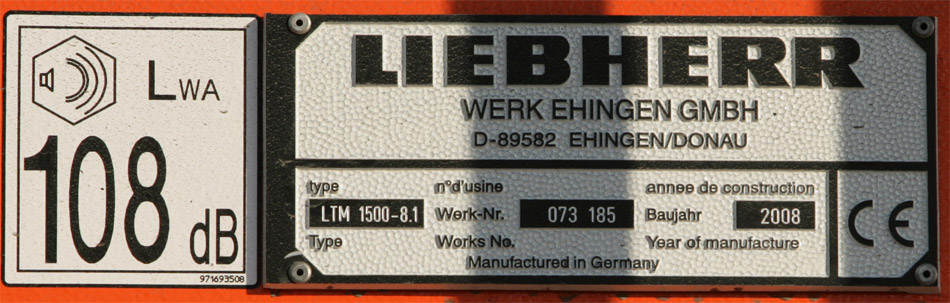 LWA
108 dB
971693508
LIEBHERR
WERK EHINGEN GMBH
D-89582 EHINGEN/DONAU
type n°d'usine annee de construction
LTM 1500-8.1 Werk-Nr. 073 185 Baujahr 2008
Type Works No. Year of manufacture
Manufactured in Germany
CE